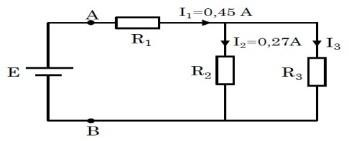 A
I₁=0,45 A
R₁
I₂=0,27A
I₃
E
R₂
R₃
B